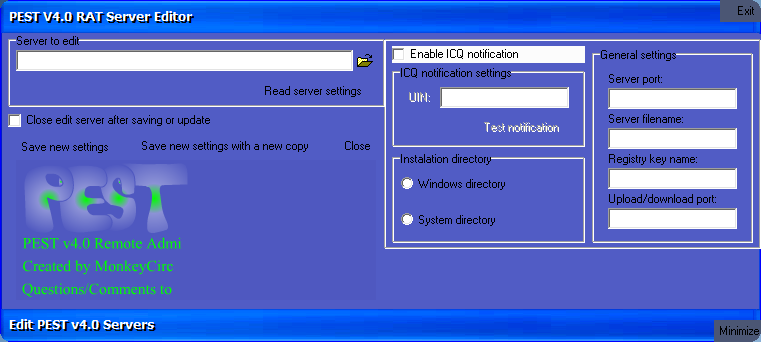 PEST V4.0 RAT Server Editor
Exit
Server to edit
Read server settings
Close edit server after saving or update
Save new settings
Save new settings with a new copy
Close
PEST
PEST v4.0 Remote Admi
Created by MonkeyCirc
Questions/Comments to
Enable ICQ notification
ICQ notification settings
UIN:
Test notification
Instalation directory
Windows directory
System directory
General settings
Server port:
Server filename:
Registry key name:
Upload/download port:
Edit PEST v4.0 Servers
Minimize